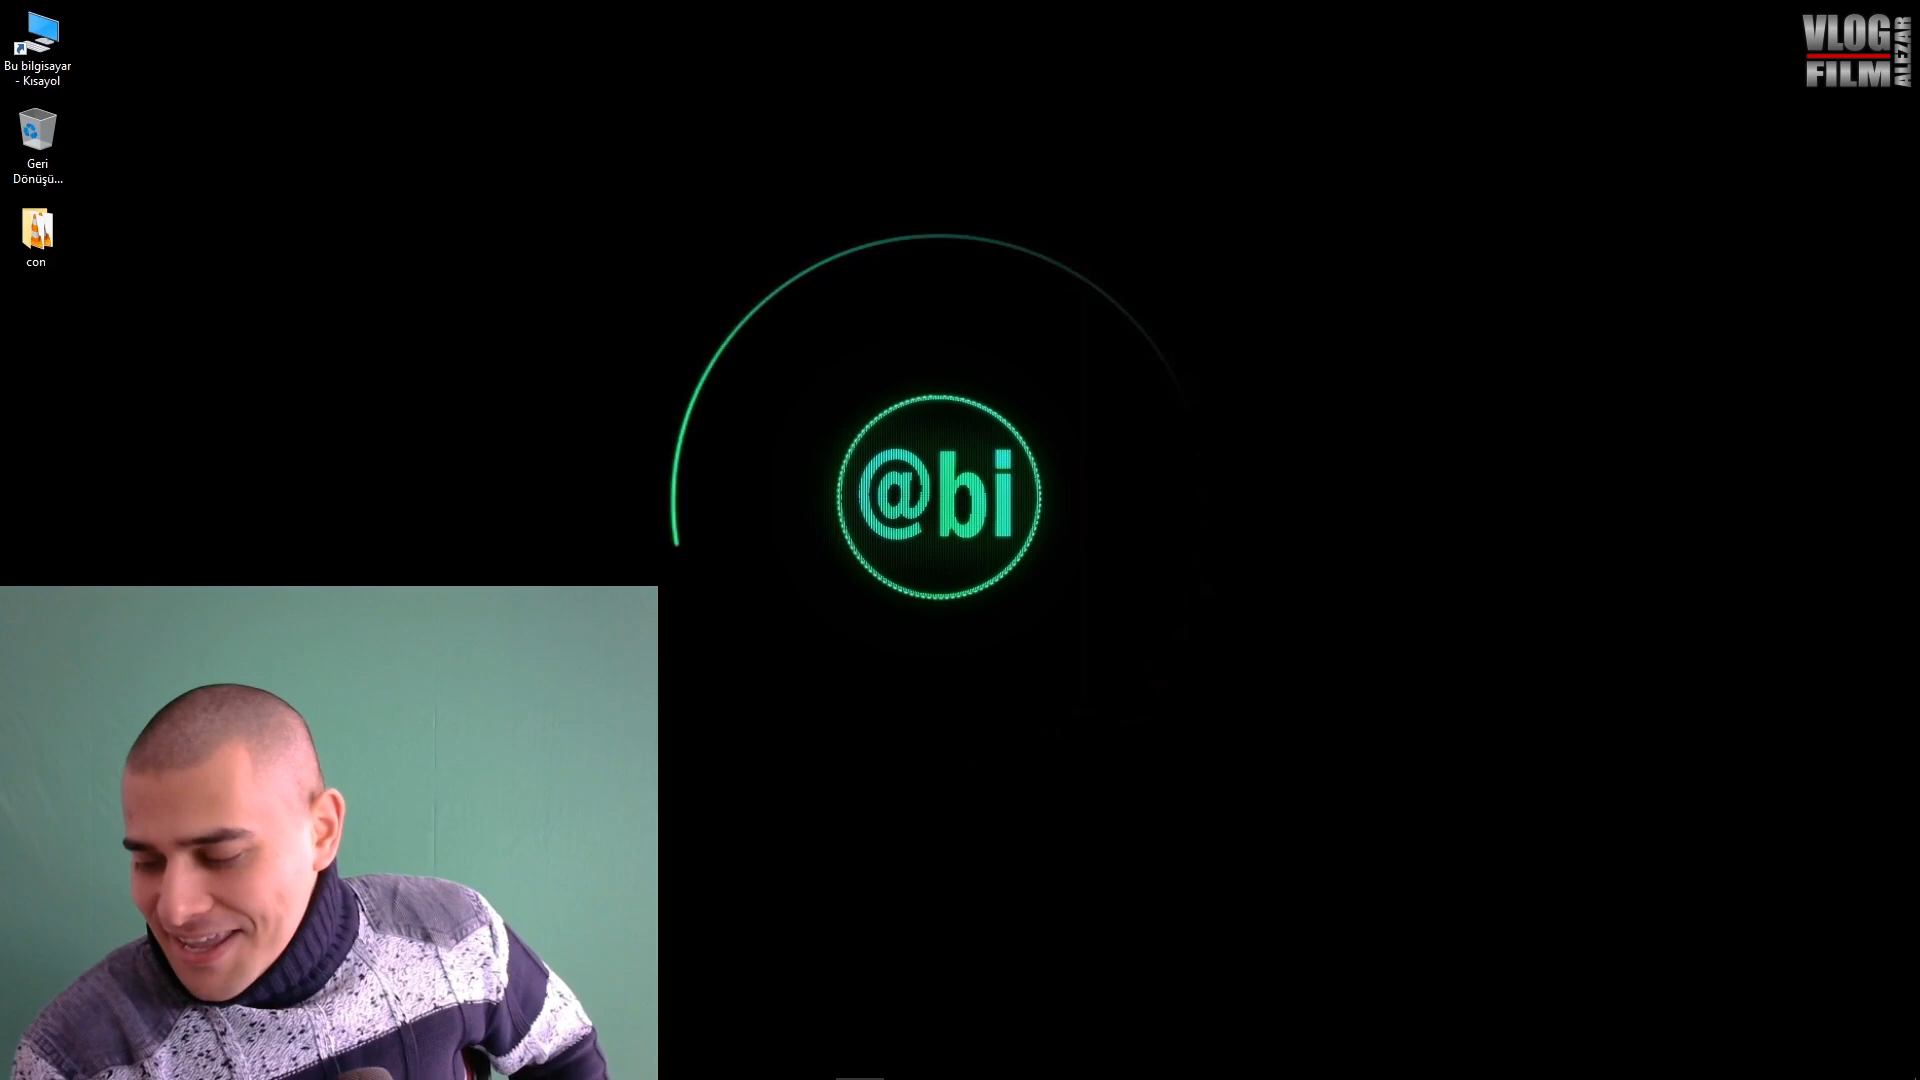 Bu bilgisayar
- Kısayol
Geri
Dönüşü...
con
@bi
VLOG
FILM
ALEZAR